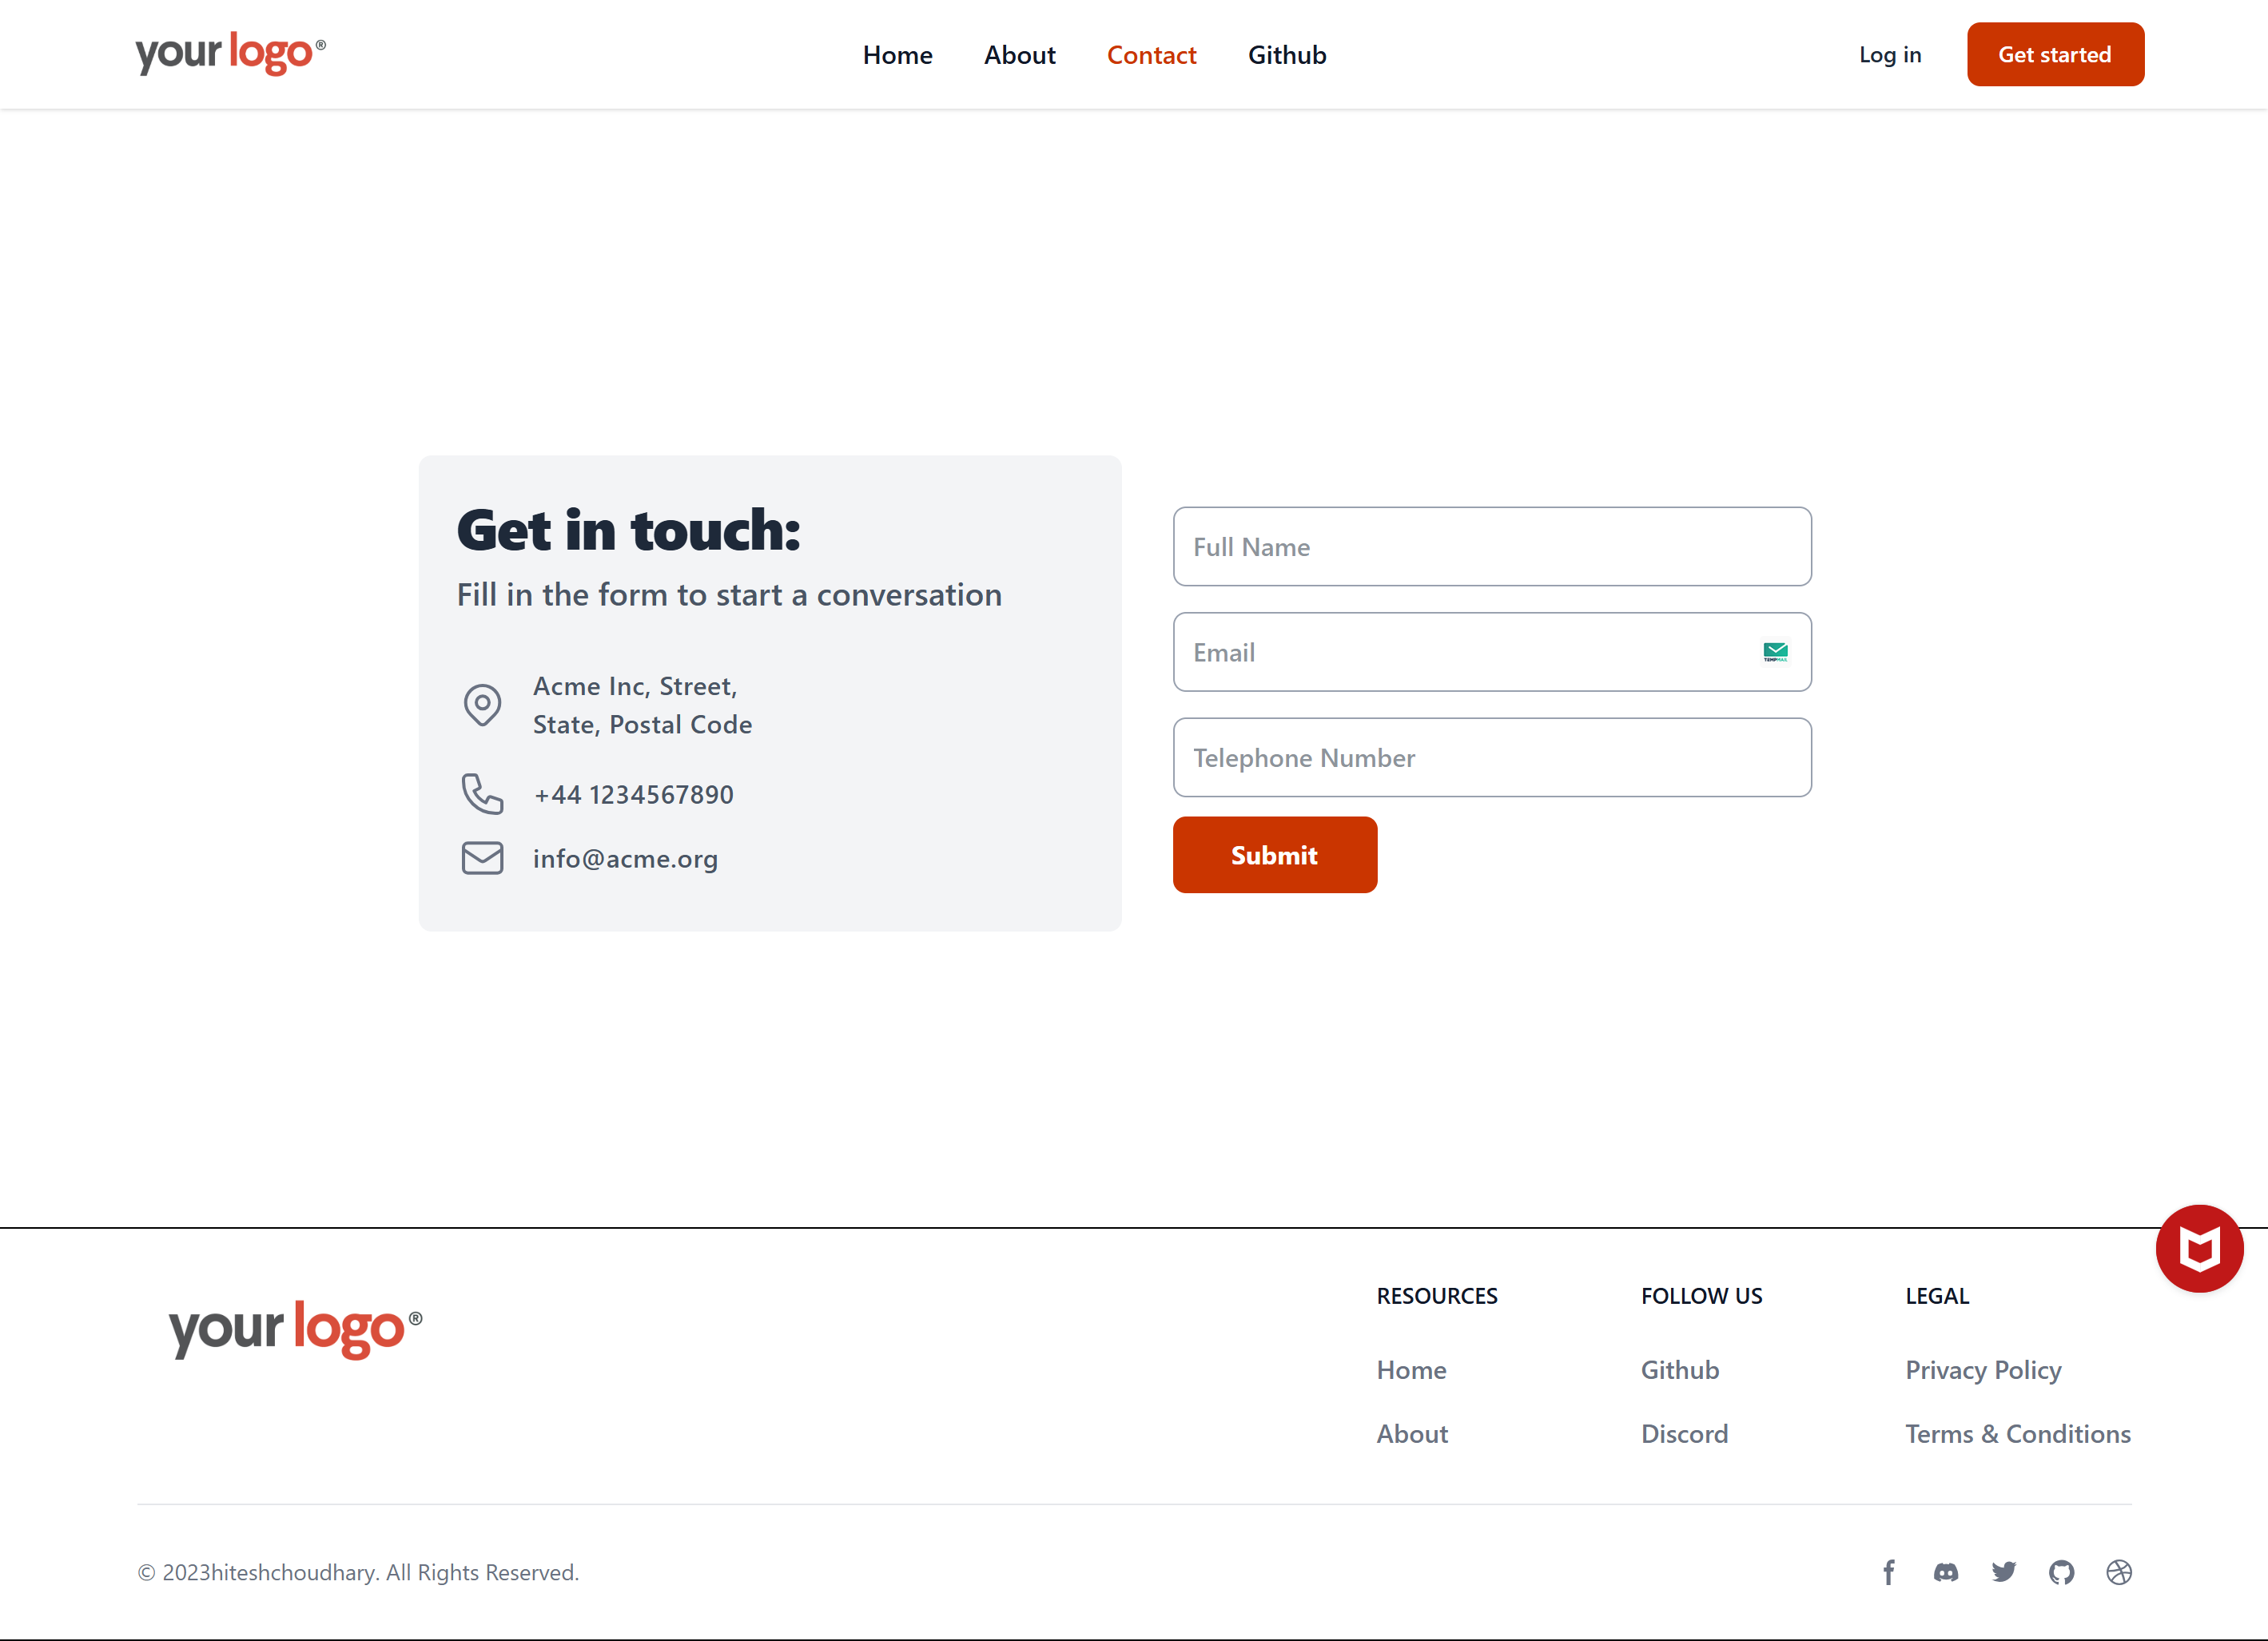 your logo®
Home About Contact Github
Log in Get started
Get in touch:
Fill in the form to start a conversation
Acme Inc, Street,
State, Postal Code
+44 1234567890
info@acme.org
Full Name
Email
TEMPMAIL
Telephone Number
Submit
your logo®
RESOURCES
Home
About
FOLLOW US
Github
Discord
LEGAL
Privacy Policy
Terms & Conditions
© 2023hiteshchoudhary. All Rights Reserved.